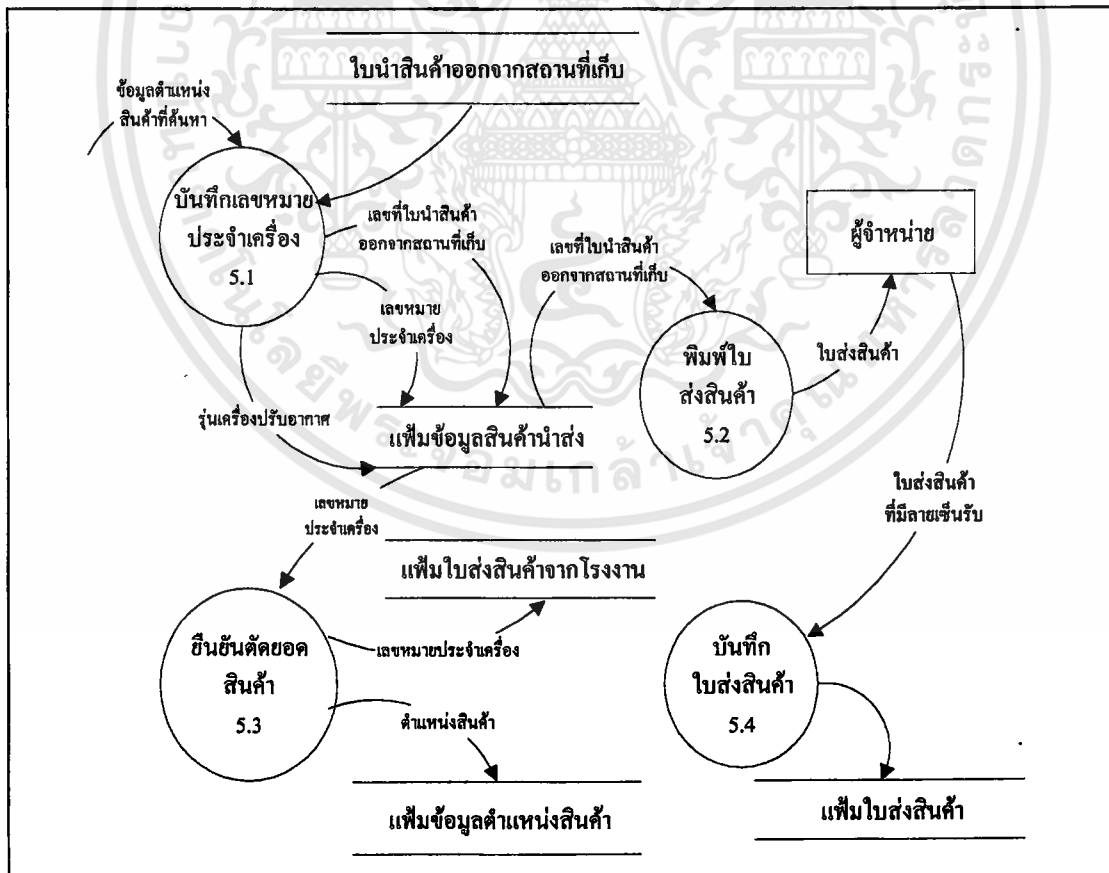 ใบนำสินค้าออกจากสถานที่เก็บ
ข้อมูลตำแหน่ง
สินค้าที่ค้นหา
บันทึกเลขหมาย
ประจำเครื่อง
5.1
เลขที่ใบนำสินค้า
ออกจากสถานที่เก็บ
เลขที่ใบนำสินค้า
ออกจากสถานที่เก็บ
ผู้จำหน่าย
เลขหมาย
ประจำเครื่อง
พิมพ์ใบ
ส่งสินค้า
5.2
ใบส่งสินค้า
รุ่นเครื่องปรับอากาศ
แฟ้มข้อมูลสินค้านำส่ง
ใบส่งสินค้า
ที่มีลายเซ็นรับ
เลขหมาย
ประจำเครื่อง
แฟ้มใบส่งสินค้าจากโรงงาน
ยืนยันตัดยอด
สินค้า
5.3
เลขหมายประจำเครื่อง
บันทึก
ใบส่งสินค้า
5.4
ตำแหน่งสินค้า
แฟ้มข้อมูลตำแหน่งสินค้า
แฟ้มใบส่งสินค้า